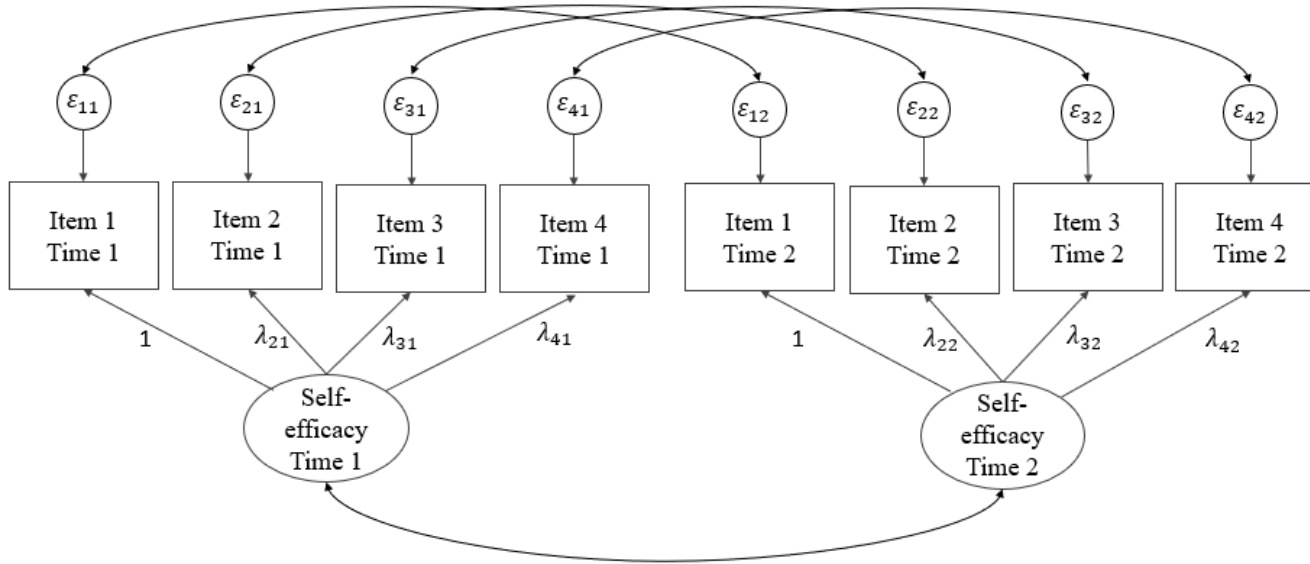 ε₁₁ ε₂₁ ε₃₁ ε₄₁ ε₁₂ ε₂₂ ε₃₂ ε₄₂
Item 1
Time 1
Item 2
Time 1
Item 3
Time 1
Item 4
Time 1
Item 1
Time 2
Item 2
Time 2
Item 3
Time 2
Item 4
Time 2
1 λ₂₁ λ₃₁ λ₄₁ 1 λ₂₂ λ₃₂ λ₄₂
Self-
efficacy
Time 1
Self-
efficacy
Time 2